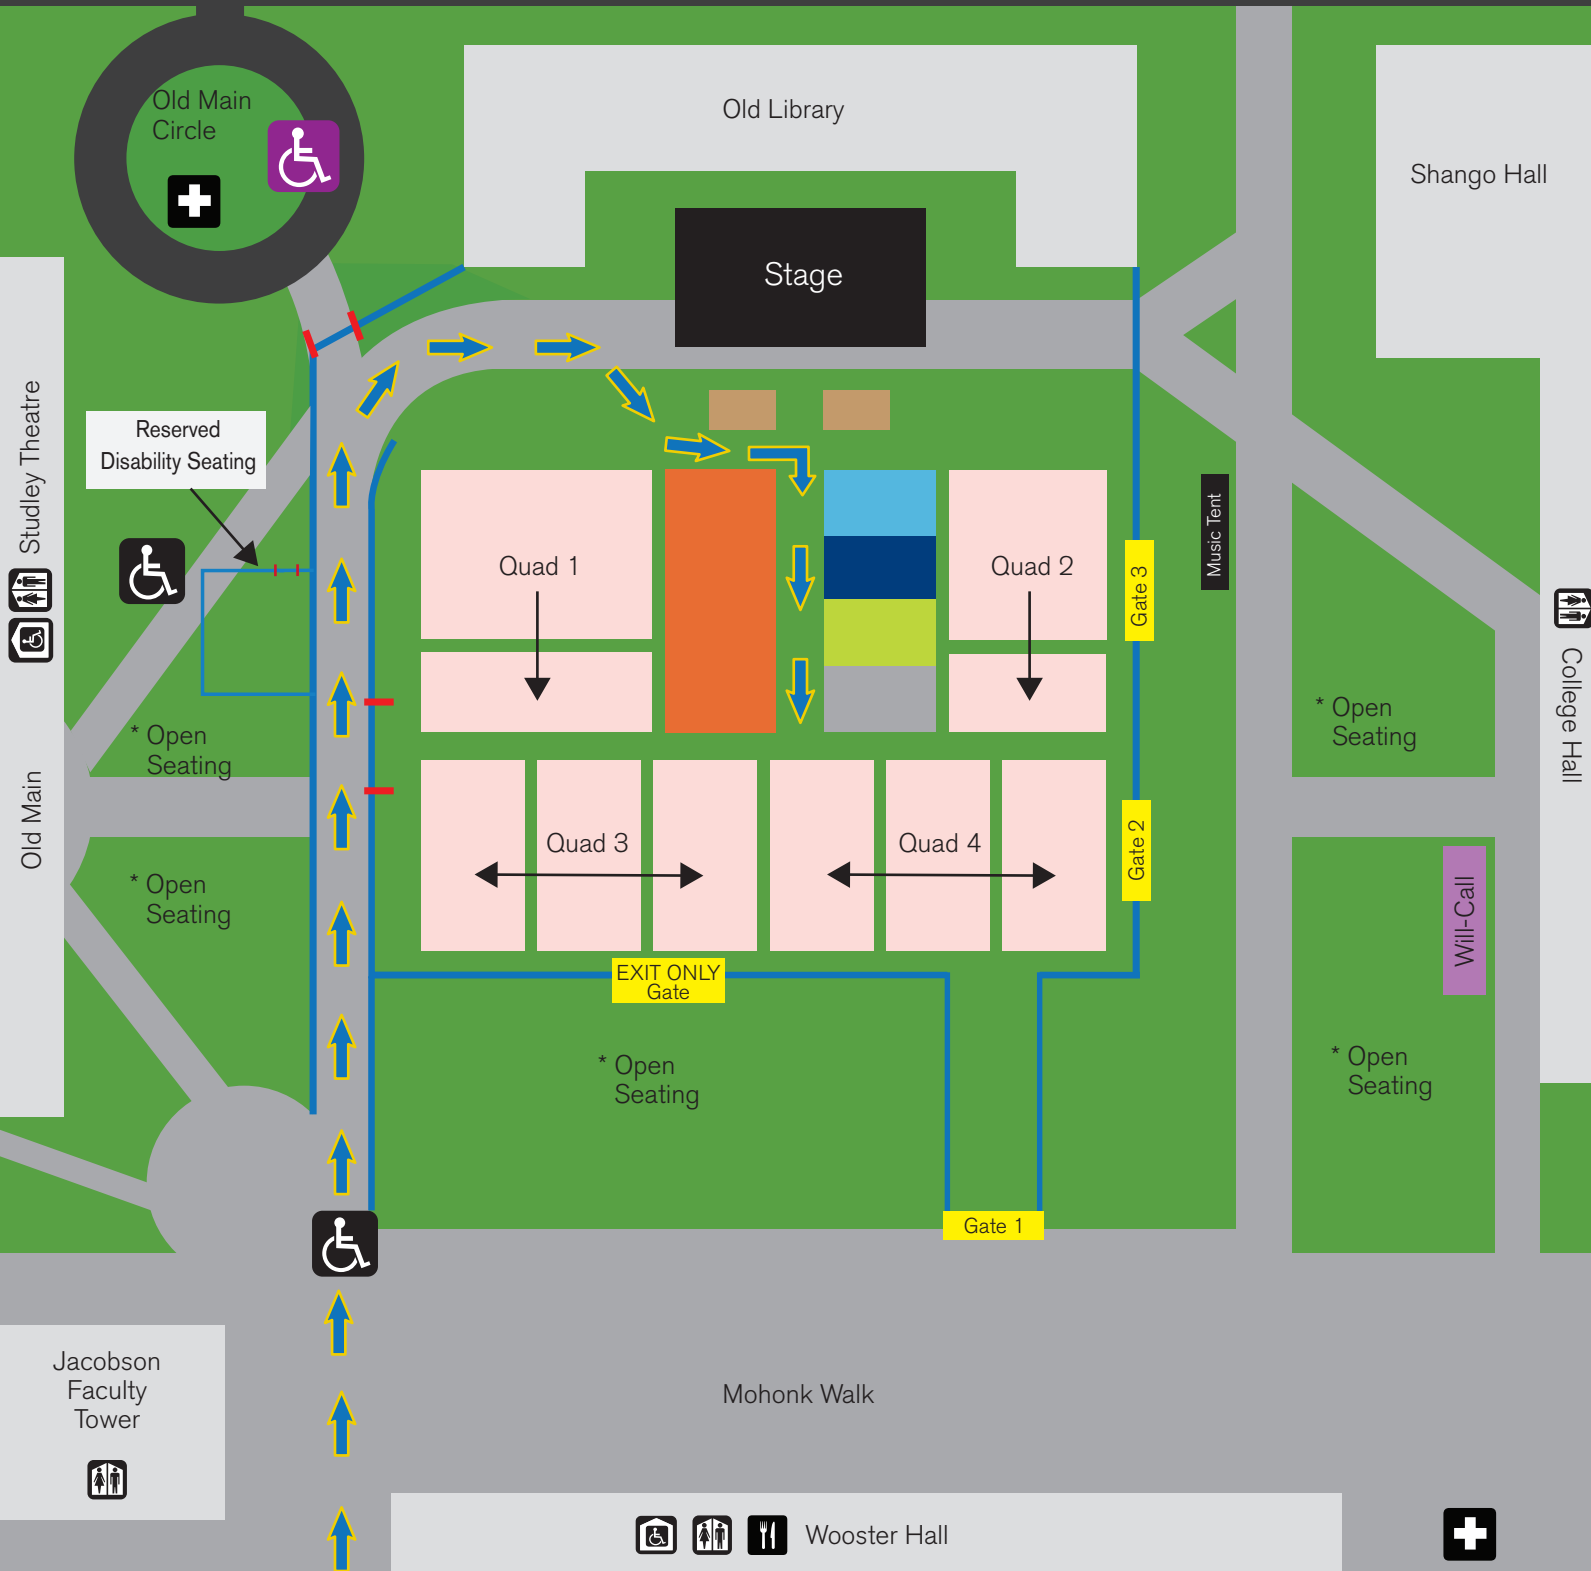 Old Main
Circle
Old Library
Shango Hall
Stage
Studley Theatre
Reserved
Disability Seating
Music Tent
Quad 1
Quad 2
Gate 3
College Hall
* Open
Seating
* Open
Seating
Old Main
Quad 3
Quad 4
Gate 2
* Open
Seating
Will-Call
EXIT ONLY
Gate
* Open
Seating
* Open
Seating
Gate 1
Jacobson
Faculty
Tower
Mohonk Walk
Wooster Hall